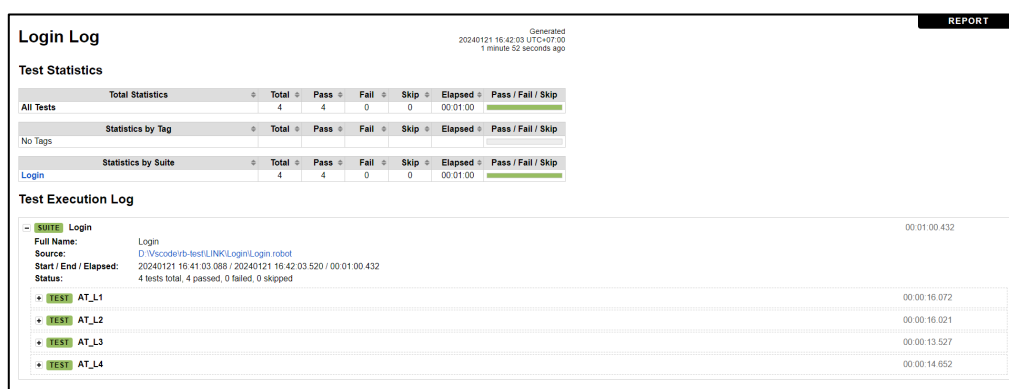 REPORT
Login Log
Generated
20240121 16:42:03 UTC+07:00
1 minute 52 seconds ago
Test Statistics
Total Statistics Total Pass Fail Skip Elapsed Pass / Fail / Skip
All Tests 4 4 0 0 00:01:00
Statistics by Tag Total Pass Fail Skip Elapsed Pass / Fail / Skip
No Tags
Statistics by Suite Total Pass Fail Skip Elapsed Pass / Fail / Skip
Login 4 4 0 0 00:01:00
Test Execution Log
SUITE Login 00:01:00.432
Full Name: Login
Source: D:\Vscode\rb-test\LINK\Login\Login.robot
Start / End / Elapsed: 20240121 16:41:03.088 / 20240121 16:42:03.520 / 00:01:00.432
Status: 4 tests total, 4 passed, 0 failed, 0 skipped
TEST AT_L1 00:00:16.072
TEST AT_L2 00:00:16.021
TEST AT_L3 00:00:13.527
TEST AT_L4 00:00:14.652